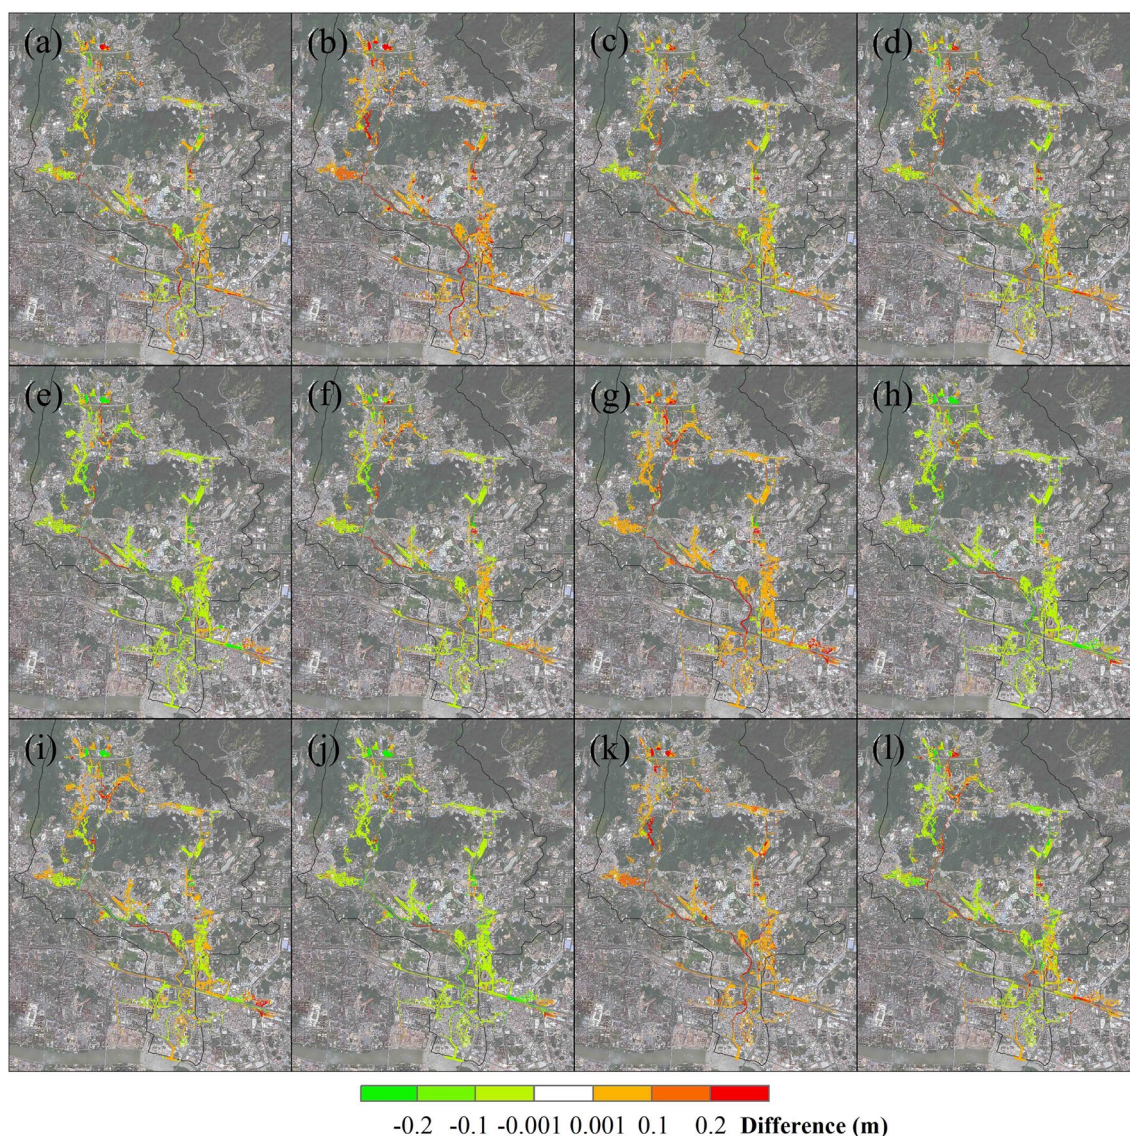 (a) (b) (c) (d)
(e) (f) (g) (h)
(i) (j) (k) (l)
-0.2 -0.1 -0.001 0.001 0.1 0.2 Difference (m)